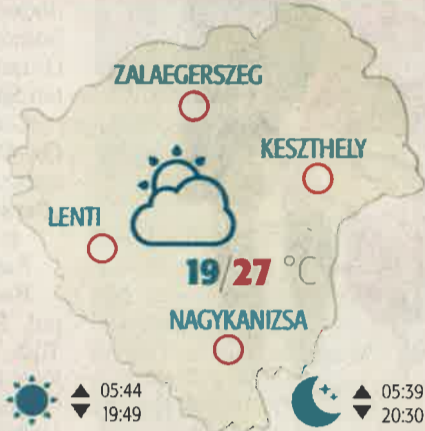 ZALAEGERSZEG
KESZTHELY
LENTI
19/27 °C
NAGYKANIZSA
05:44
19:49
05:39
20:30